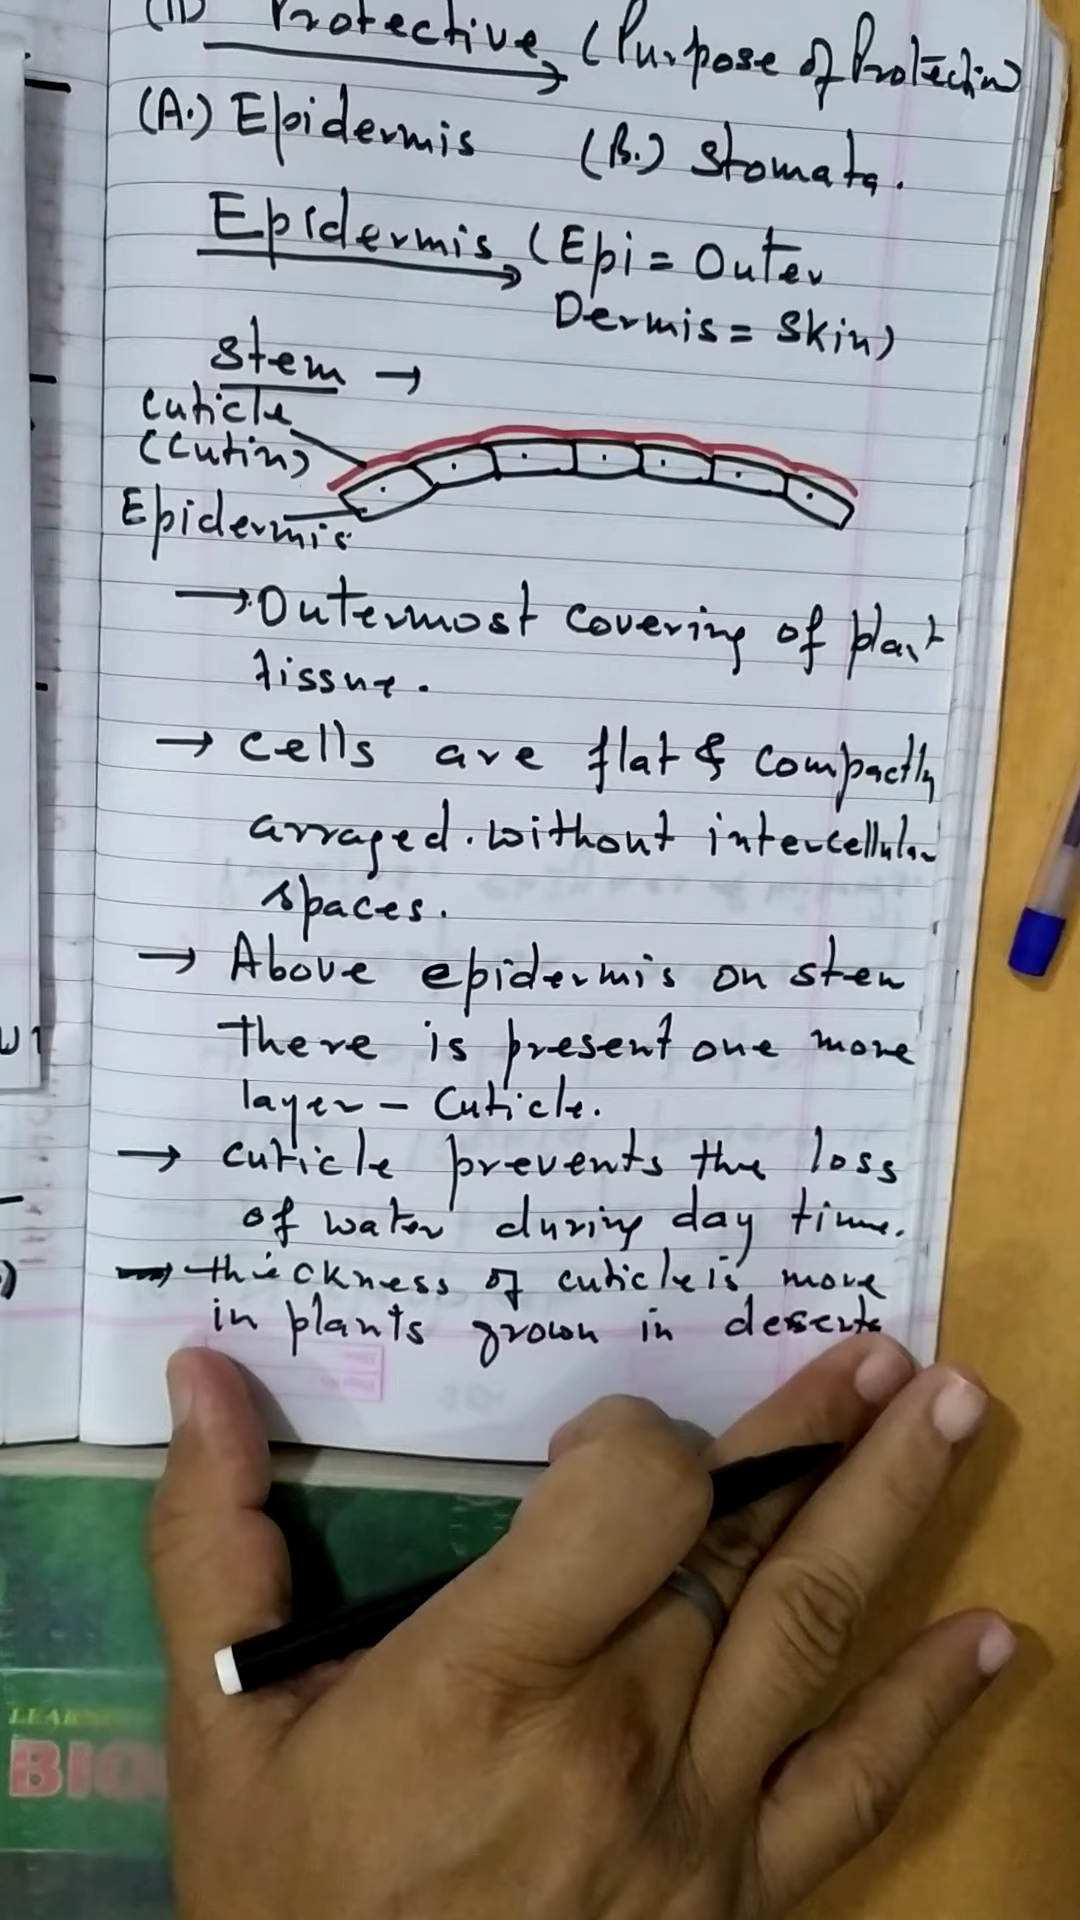 (1) Protective (Purpose of Protection)
(A.) Epidermis (B.) Stomata.
Epidermis (Epi = Outer
Dermis = Skin)
Stem →
Cuticle
(Cutin)
Epidermis
→ Outermost covering of plant
tissue.
→ Cells are flat & compactly
arraged. without intercellular
spaces.
→ Above epidermis on stem
there is present one more
layer – Cuticle.
→ Cuticle prevents the loss
of water during day time.
→ thickness of cuticle is more
in plants grown in deserts
BIO